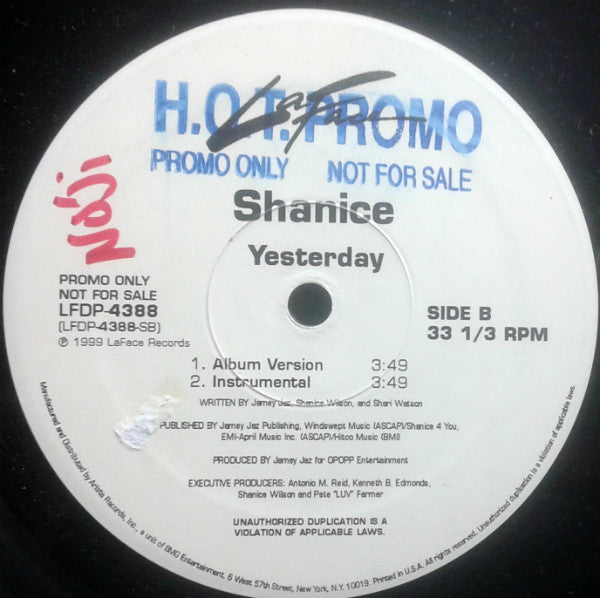 H.O.T. PROMO
LaFace
PROMO ONLY NOT FOR SALE
Shanice
Yesterday
Naji
PROMO ONLY
NOT FOR SALE
LFDP-4388
(LFDP-4388-SB)
℗ 1999 LaFace Records
SIDE B
33 1/3 RPM
1. Album Version 3:49
2. Instrumental 3:49
WRITTEN BY Jamey Jaz, Shanice Wilson, and Shari Watson
PUBLISHED BY Jamey Jaz Publishing, Windswept Music (ASCAP)/Shanice 4 You,
EMI-April Music Inc. (ASCAP)/Hitco Music (BMI)
PRODUCED BY Jamey Jaz for OPOPP Entertainment
EXECUTIVE PRODUCERS: Antonio M. Reid, Kenneth B. Edmonds,
Shanice Wilson and Pete "LUV" Farmer
UNAUTHORIZED DUPLICATION IS A
VIOLATION OF APPLICABLE LAWS.
Manufactured and Distributed by Arista Records, Inc., a unit of BMG Entertainment, 6 West 57th Street, New York, N.Y. 10019. Printed in U.S.A. All rights reserved. Unauthorized duplication is a violation of applicable laws.